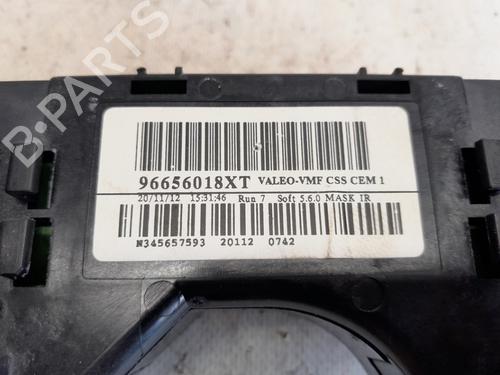 96656018XT VALEO-VMF CSS CEM 1
20/11/12 15:31:46 Run 7 Soft 5.6.0 MASK IR
N345657593 20112 0742
B-PARTS